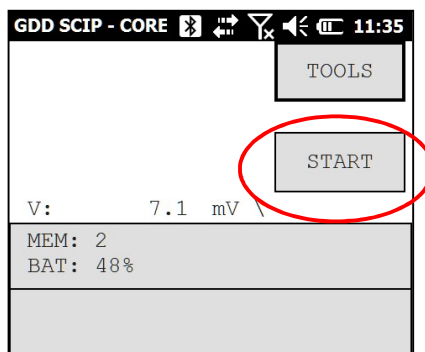 GDD SCIP - CORE 11:35
TOOLS
START
V: 7.1 mV \
MEM: 2
BAT: 48%